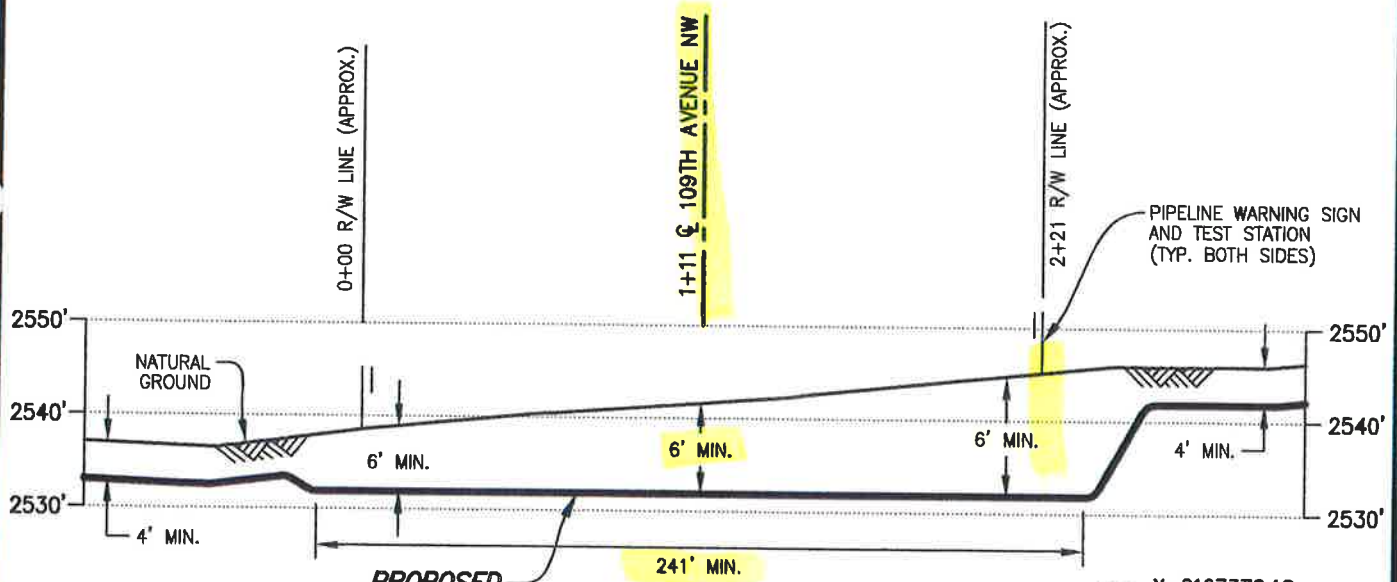 0+00 R/W LINE (APPROX.)
1+11 ℄ 109TH AVENUE NW
2+21 R/W LINE (APPROX.)
PIPELINE WARNING SIGN
AND TEST STATION
(TYP. BOTH SIDES)
2550'
2550'
NATURAL
GROUND
2540'
2540'
6' MIN.
6' MIN.
6' MIN.
4' MIN.
2530'
2530'
4' MIN.
241' MIN.
PROPOSED